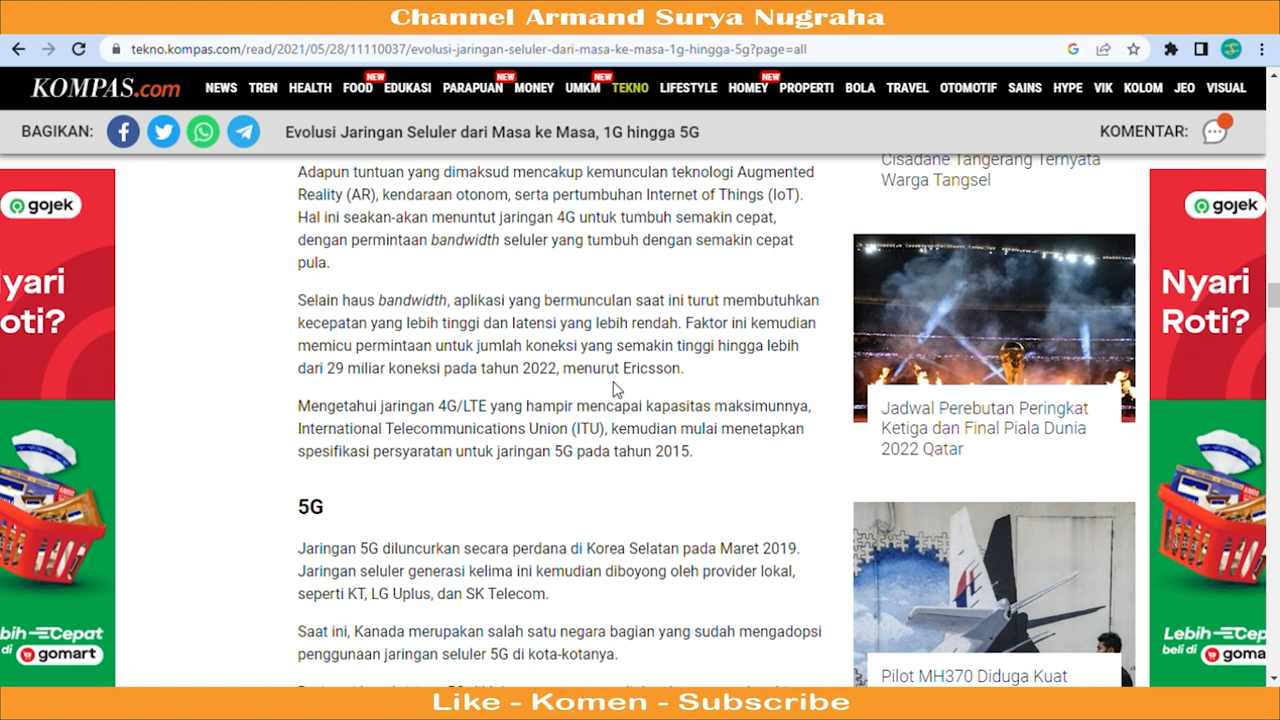 Channel Armand Surya Nugraha
tekno.kompas.com/read/2021/05/28/11110037/evolusi-jaringan-seluler-dari-masa-ke-masa-1g-hingga-5g?page=all
KOMPAS.com NEWS TREN HEALTH FOOD NEW EDUKASI PARAPUAN NEW MONEY UMKM NEW TEKNO LIFESTYLE HOMEY NEW PROPERTI BOLA TRAVEL OTOMOTIF SAINS HYPE VIK KOLOM JEO VISUAL
BAGIKAN: Evolusi Jaringan Seluler dari Masa ke Masa, 1G hingga 5G KOMENTAR:
Adapun tuntuan yang dimaksud mencakup kemunculan teknologi Augmented
Reality (AR), kendaraan otonom, serta pertumbuhan Internet of Things (IoT).
Hal ini seakan-akan menuntut jaringan 4G untuk tumbuh semakin cepat,
dengan permintaan bandwidth seluler yang tumbuh dengan semakin cepat
pula.
Selain haus bandwidth, aplikasi yang bermunculan saat ini turut membutuhkan
kecepatan yang lebih tinggi dan latensi yang lebih rendah. Faktor ini kemudian
memicu permintaan untuk jumlah koneksi yang semakin tinggi hingga lebih
dari 29 miliar koneksi pada tahun 2022, menurut Ericsson.
Mengetahui jaringan 4G/LTE yang hampir mencapai kapasitas maksimunnya,
International Telecommunications Union (ITU), kemudian mulai menetapkan
spesifikasi persyaratan untuk jaringan 5G pada tahun 2015.
5G
Jaringan 5G diluncurkan secara perdana di Korea Selatan pada Maret 2019.
Jaringan seluler generasi kelima ini kemudian diboyong oleh provider lokal,
seperti KT, LG Uplus, dan SK Telecom.
Saat ini, Kanada merupakan salah satu negara bagian yang sudah mengadopsi
penggunaan jaringan seluler 5G di kota-kotanya.
Cisadane Tangerang Ternyata
Warga Tangsel
Jadwal Perebutan Peringkat
Ketiga dan Final Piala Dunia
2022 Qatar
Pilot MH370 Diduga Kuat
gojek
yari
oti?
bih Cepat
di gomart
gojek
Nyari
Roti?
Lebih Cep
beli di goma
Like - Komen - Subscribe